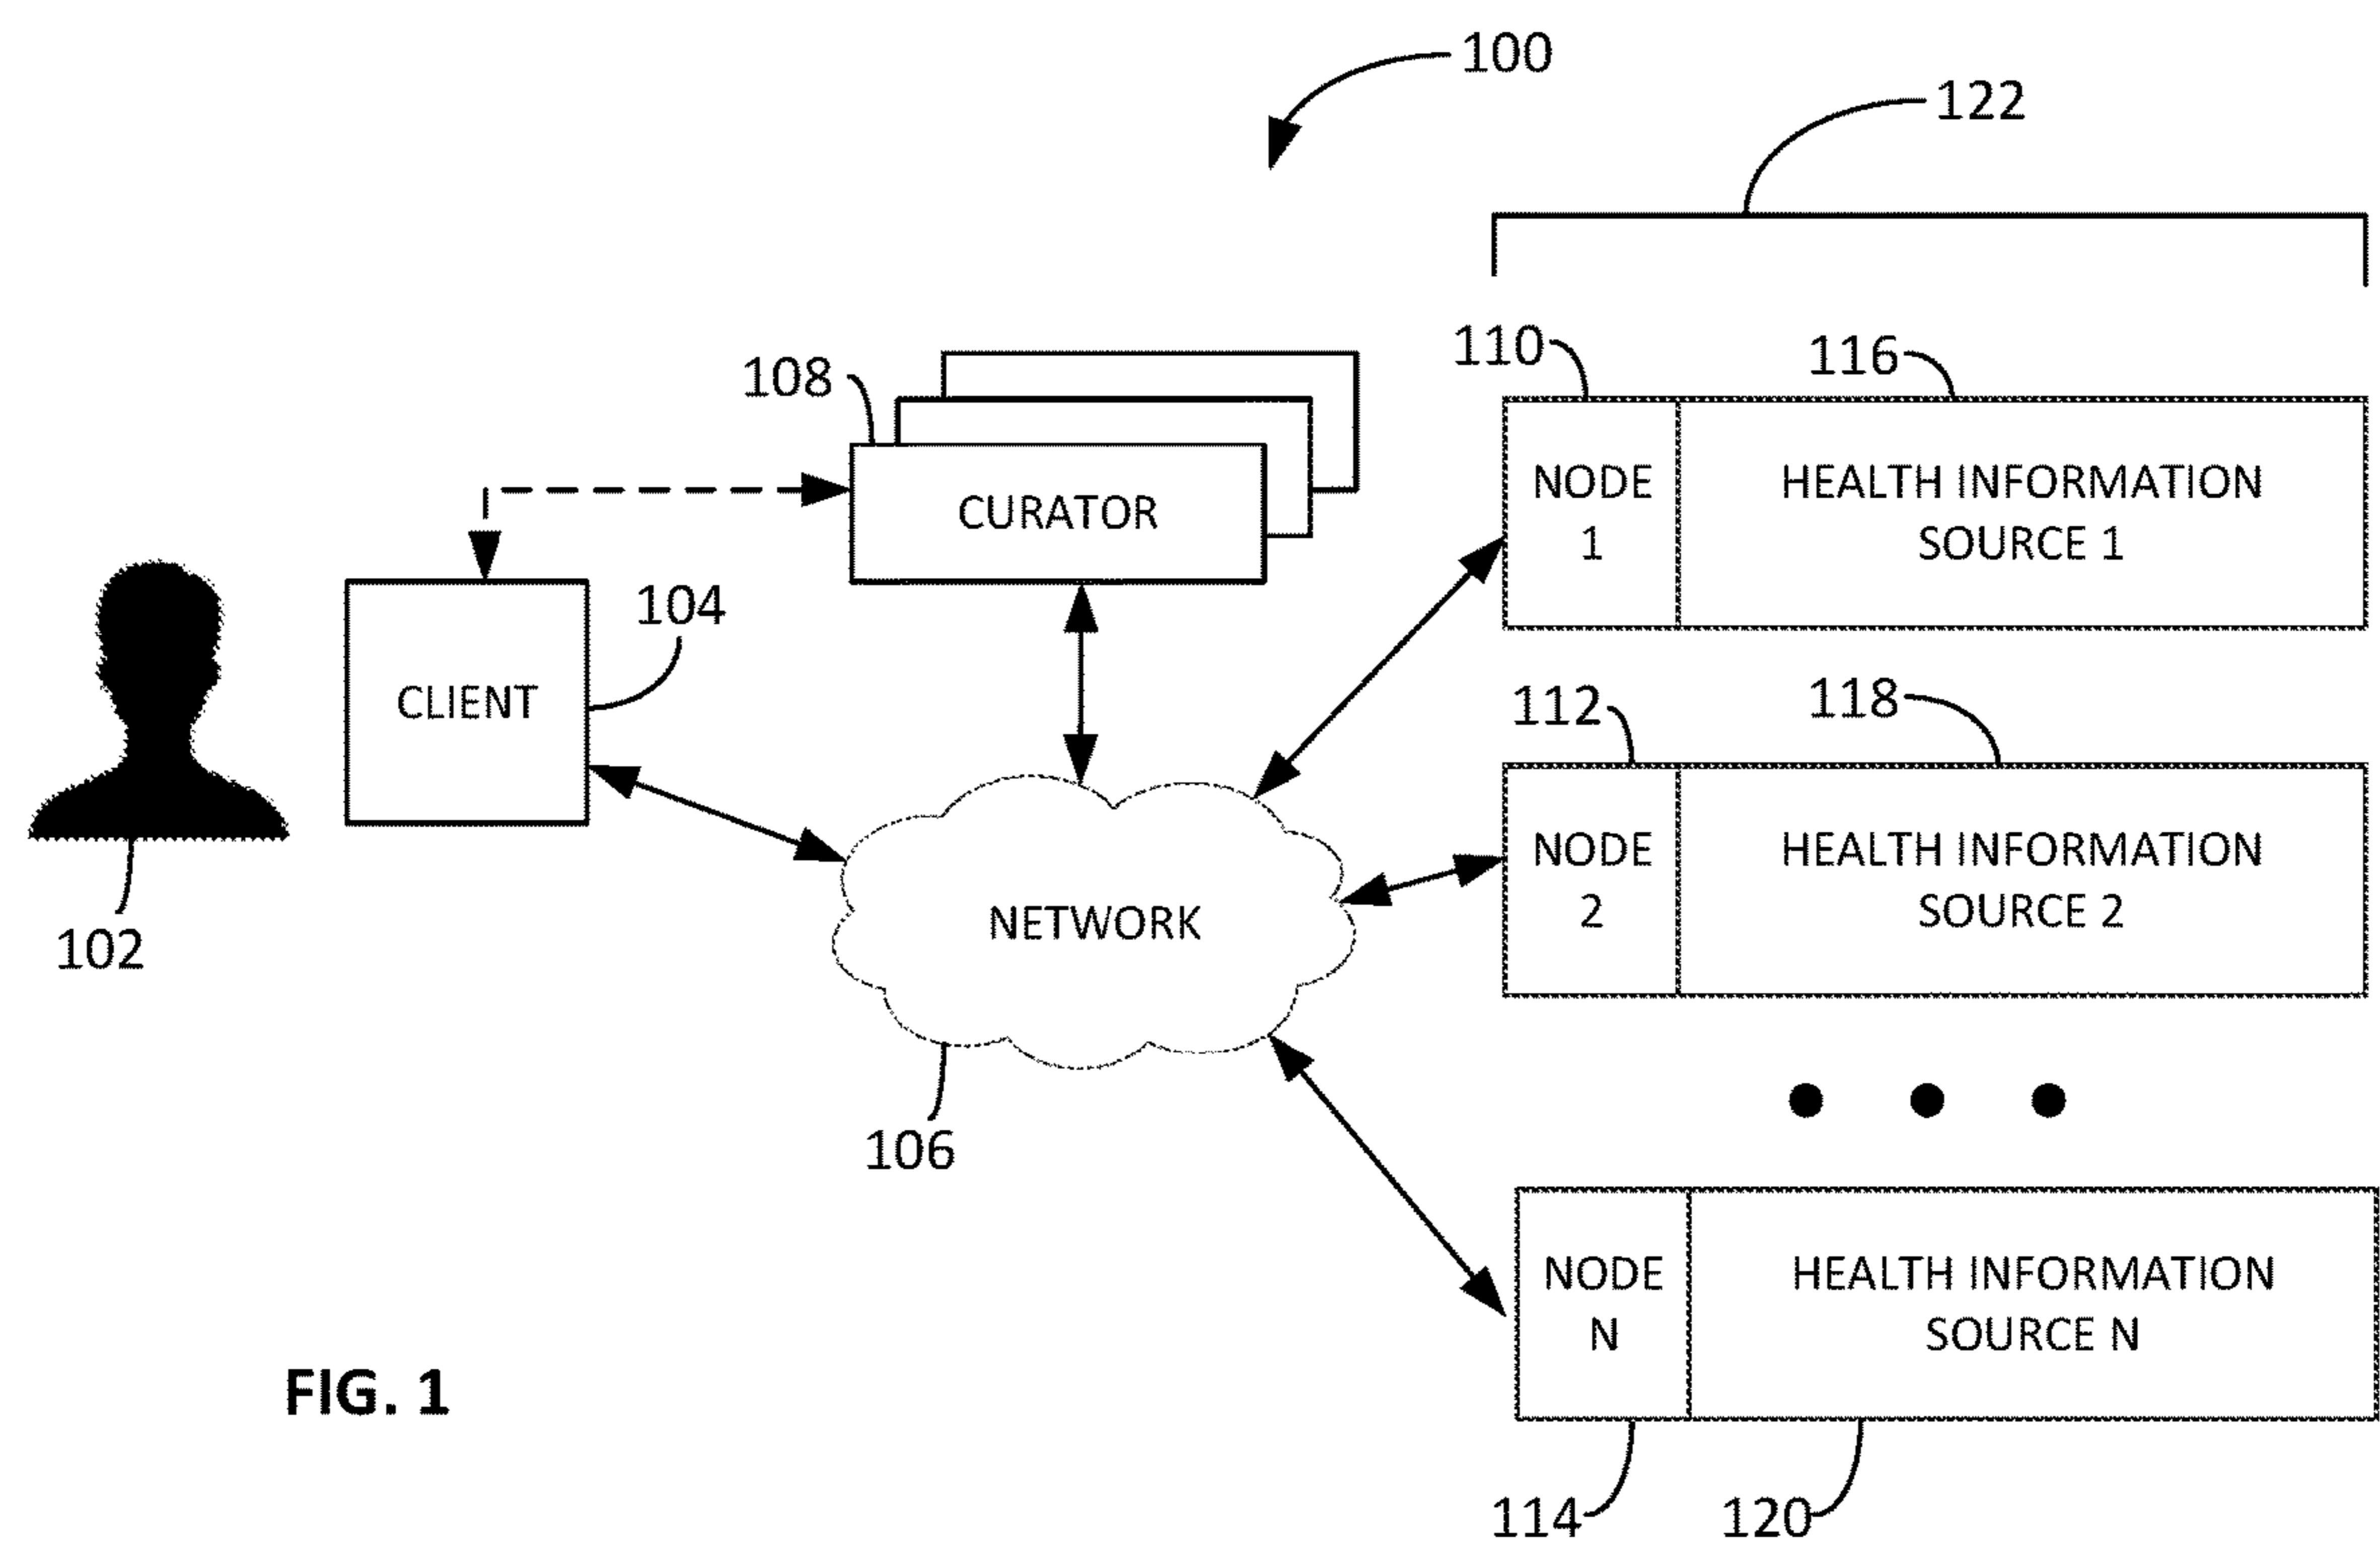 100
122
110
116
108
NODE
1
HEALTH INFORMATION
SOURCE 1
CURATOR
104
CLIENT
112
118
NODE
2
HEALTH INFORMATION
SOURCE 2
102
NETWORK
106
NODE
N
HEALTH INFORMATION
SOURCE N
FIG. 1
114
120